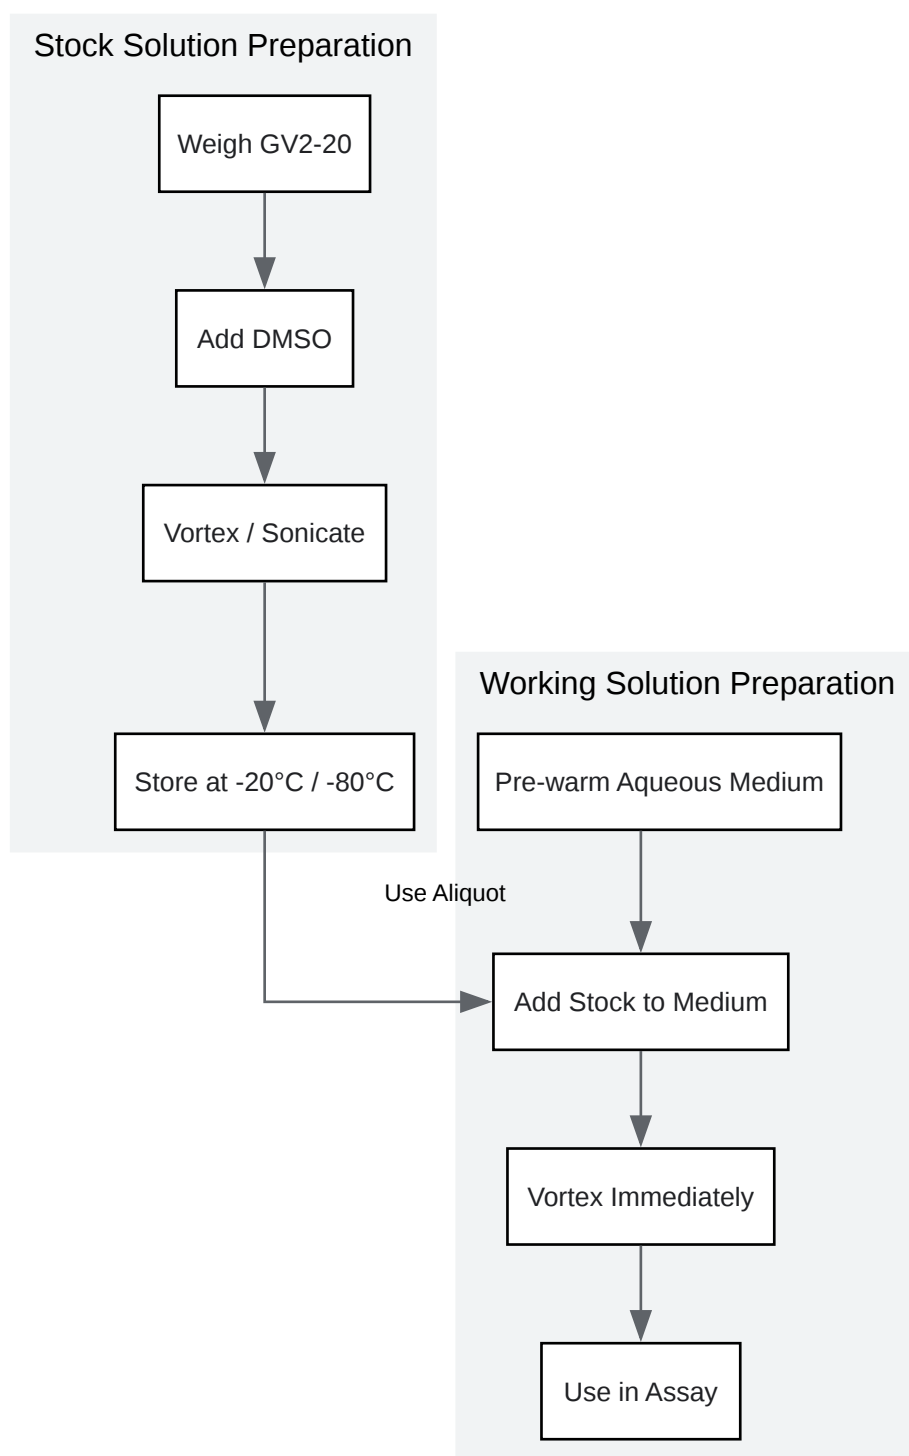 Stock Solution Preparation
Weigh GV2-20
Add DMSO
Vortex / Sonicate
Store at -20°C / -80°C
Use Aliquot
Working Solution Preparation
Pre-warm Aqueous Medium
Add Stock to Medium
Vortex Immediately
Use in Assay